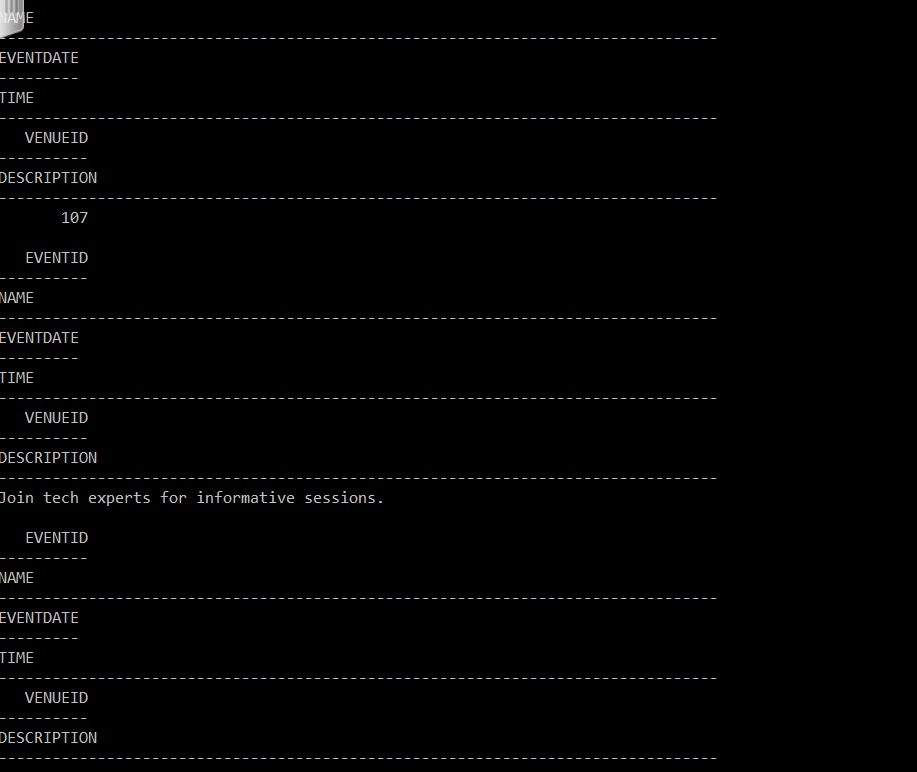 NAME
--------------------------------------------------------------------------------
EVENTDATE
---------
TIME
--------------------------------------------------------------------------------
   VENUEID
----------
DESCRIPTION
--------------------------------------------------------------------------------
       107

   EVENTID
----------
NAME
--------------------------------------------------------------------------------
EVENTDATE
---------
TIME
--------------------------------------------------------------------------------
   VENUEID
----------
DESCRIPTION
--------------------------------------------------------------------------------
Join tech experts for informative sessions.

   EVENTID
----------
NAME
--------------------------------------------------------------------------------
EVENTDATE
---------
TIME
--------------------------------------------------------------------------------
   VENUEID
----------
DESCRIPTION
--------------------------------------------------------------------------------